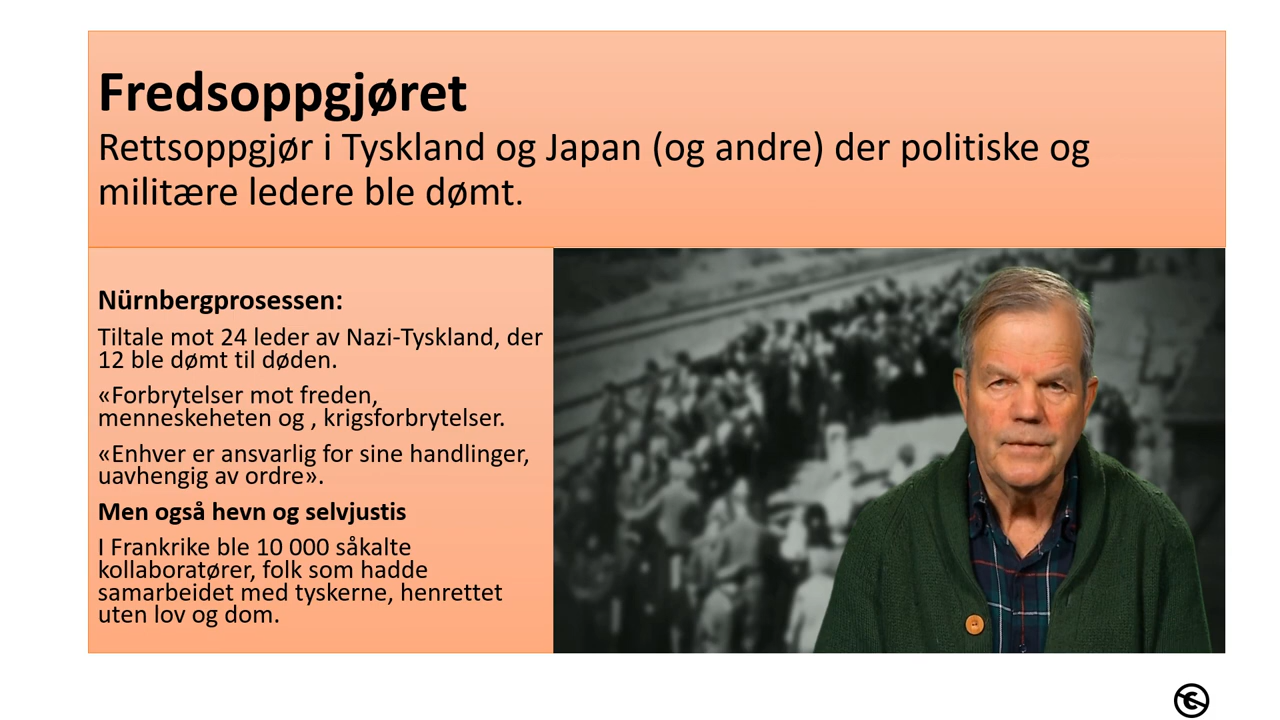 Fredsoppgjøret
Rettsoppgjør i Tyskland og Japan (og andre) der politiske og
militære ledere ble dømt.
Nürnbergprosessen:
Tiltale mot 24 leder av Nazi-Tyskland, der
12 ble dømt til døden.
«Forbrytelser mot freden,
menneskeheten og , krigsforbrytelser.
«Enhver er ansvarlig for sine handlinger,
uavhengig av ordre».
Men også hevn og selvjustis
I Frankrike ble 10 000 såkalte
kollaboratører, folk som hadde
samarbeidet med tyskerne, henrettet
uten lov og dom.